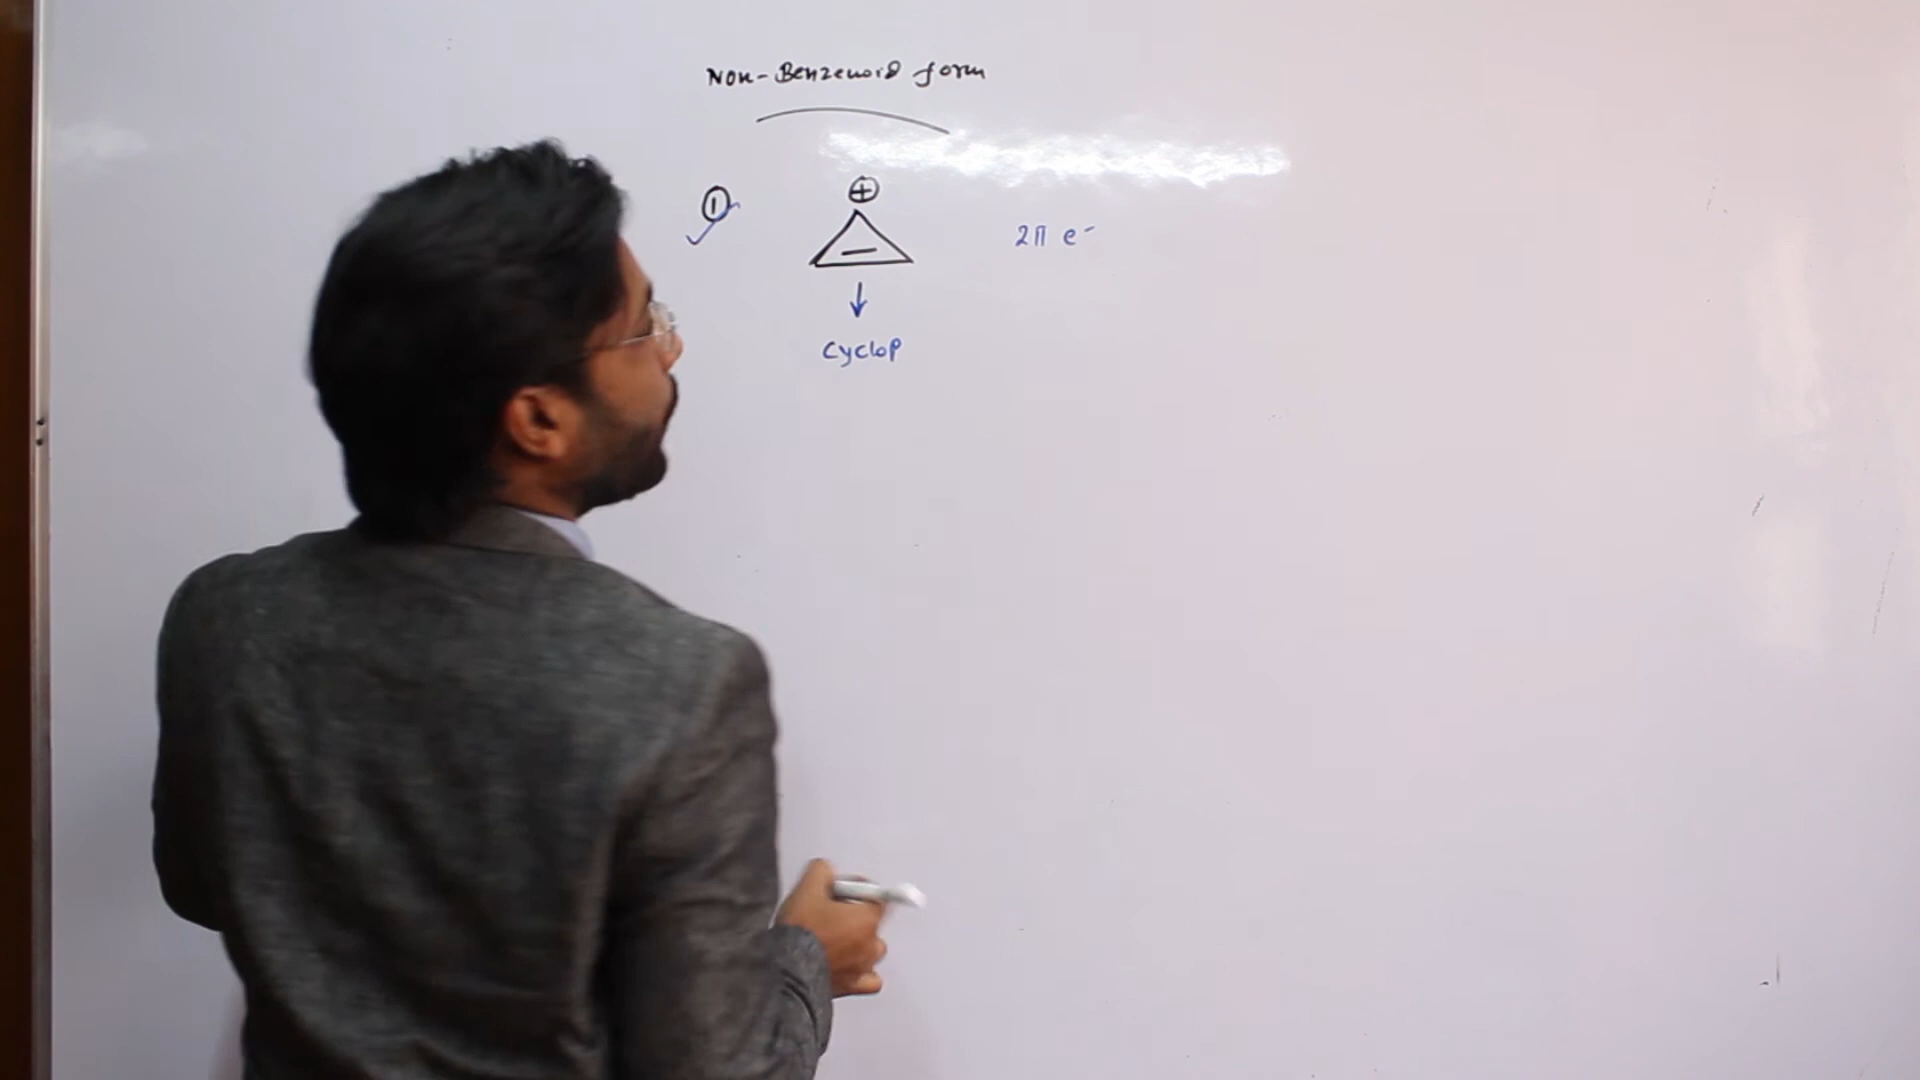 Non-Benzenoid form
1
+
2π e-
↓
Cyclop